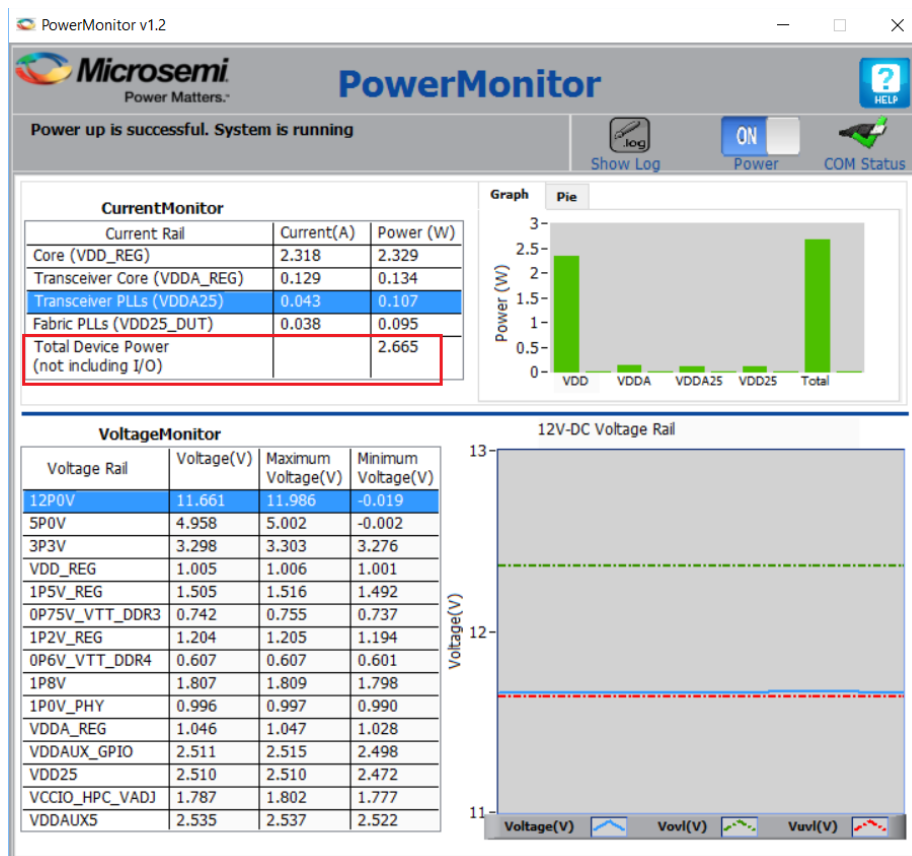 PowerMonitor v1.2
Microsemi
Power Matters.™
PowerMonitor
HELP
Power up is successful. System is running
.log
Show Log
ON
Power
COM Status
CurrentMonitor
Current Rail Current(A) Power (W)
Core (VDD_REG) 2.318 2.329
Transceiver Core (VDDA_REG) 0.129 0.134
Transceiver PLLs (VDDA25) 0.043 0.107
Fabric PLLs (VDD25_DUT) 0.038 0.095
Total Device Power 2.665
(not including I/O)
Graph Pie
Power (W)
3
2.5
2
1.5
1
0.5
0
VDD VDDA VDDA25 VDD25 Total
VoltageMonitor
Voltage Rail Voltage(V) Maximum Voltage(V) Minimum Voltage(V)
12P0V 11.661 11.986 -0.019
5P0V 4.958 5.002 -0.002
3P3V 3.298 3.303 3.276
VDD_REG 1.005 1.006 1.001
1P5V_REG 1.505 1.516 1.492
0P75V_VTT_DDR3 0.742 0.755 0.737
1P2V_REG 1.204 1.205 1.194
0P6V_VTT_DDR4 0.607 0.607 0.601
1P8V 1.807 1.809 1.798
1P0V_PHY 0.996 0.997 0.990
VDDA_REG 1.046 1.047 1.028
VDDAUX_GPIO 2.511 2.515 2.498
VDD25 2.510 2.510 2.472
VCCIO_HPC_VADJ 1.787 1.802 1.777
VDDAUX5 2.535 2.537 2.522
12V-DC Voltage Rail
Voltage(V)
13
12
11
Voltage(V) Vovl(V) Vuvl(V)